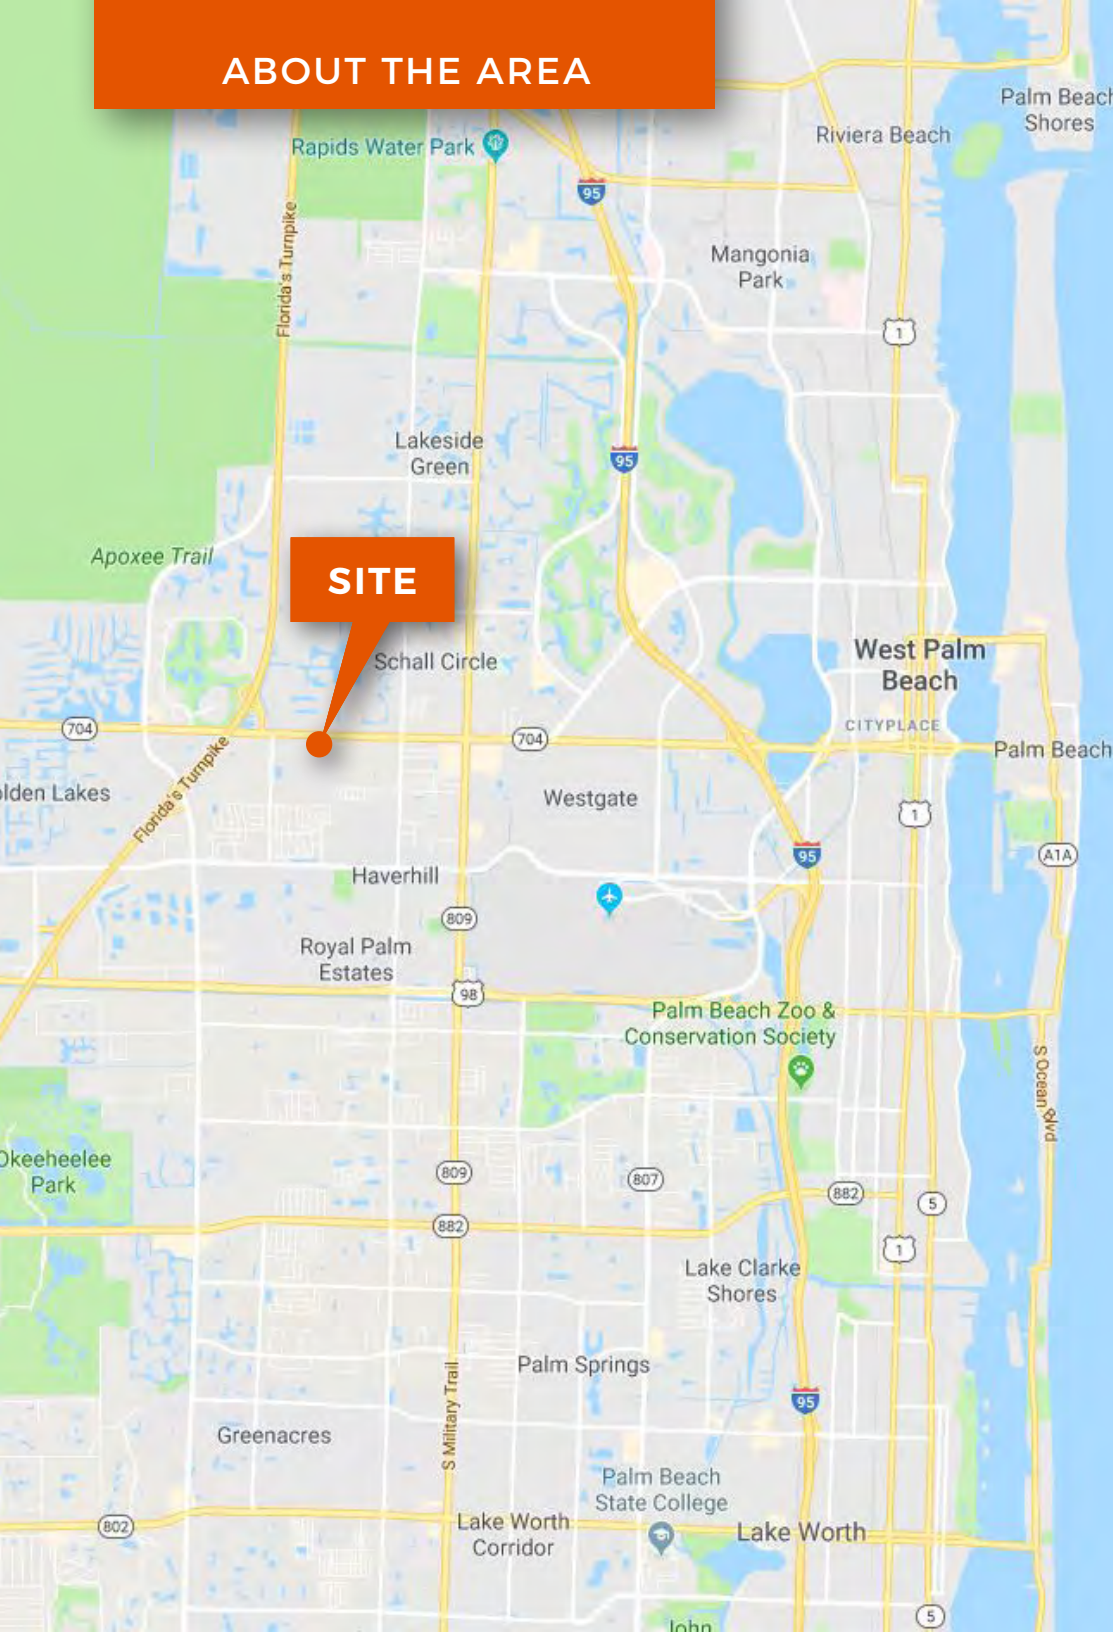 ABOUT THE AREA
Palm Beach
Shores
Riviera Beach
Rapids Water Park
95
Florida's Turnpike
Mangonia
Park
1
Lakeside
Green
95
Apoxee Trail
SITE
West Palm
Beach
Schall Circle
CITYPLACE
704
704
Palm Beach
Florida's Turnpike
Westgate
1
95
A1A
Haverhill
809
Royal Palm
Estates
98
Palm Beach Zoo &
Conservation Society
S Ocean Blvd
Okeeheelee
Park
809
807
882
5
882
1
Lake Clarke
Shores
Palm Springs
S Military Trail
95
Greenacres
Palm Beach
State College
802
Lake Worth
Corridor
Lake Worth
5
John